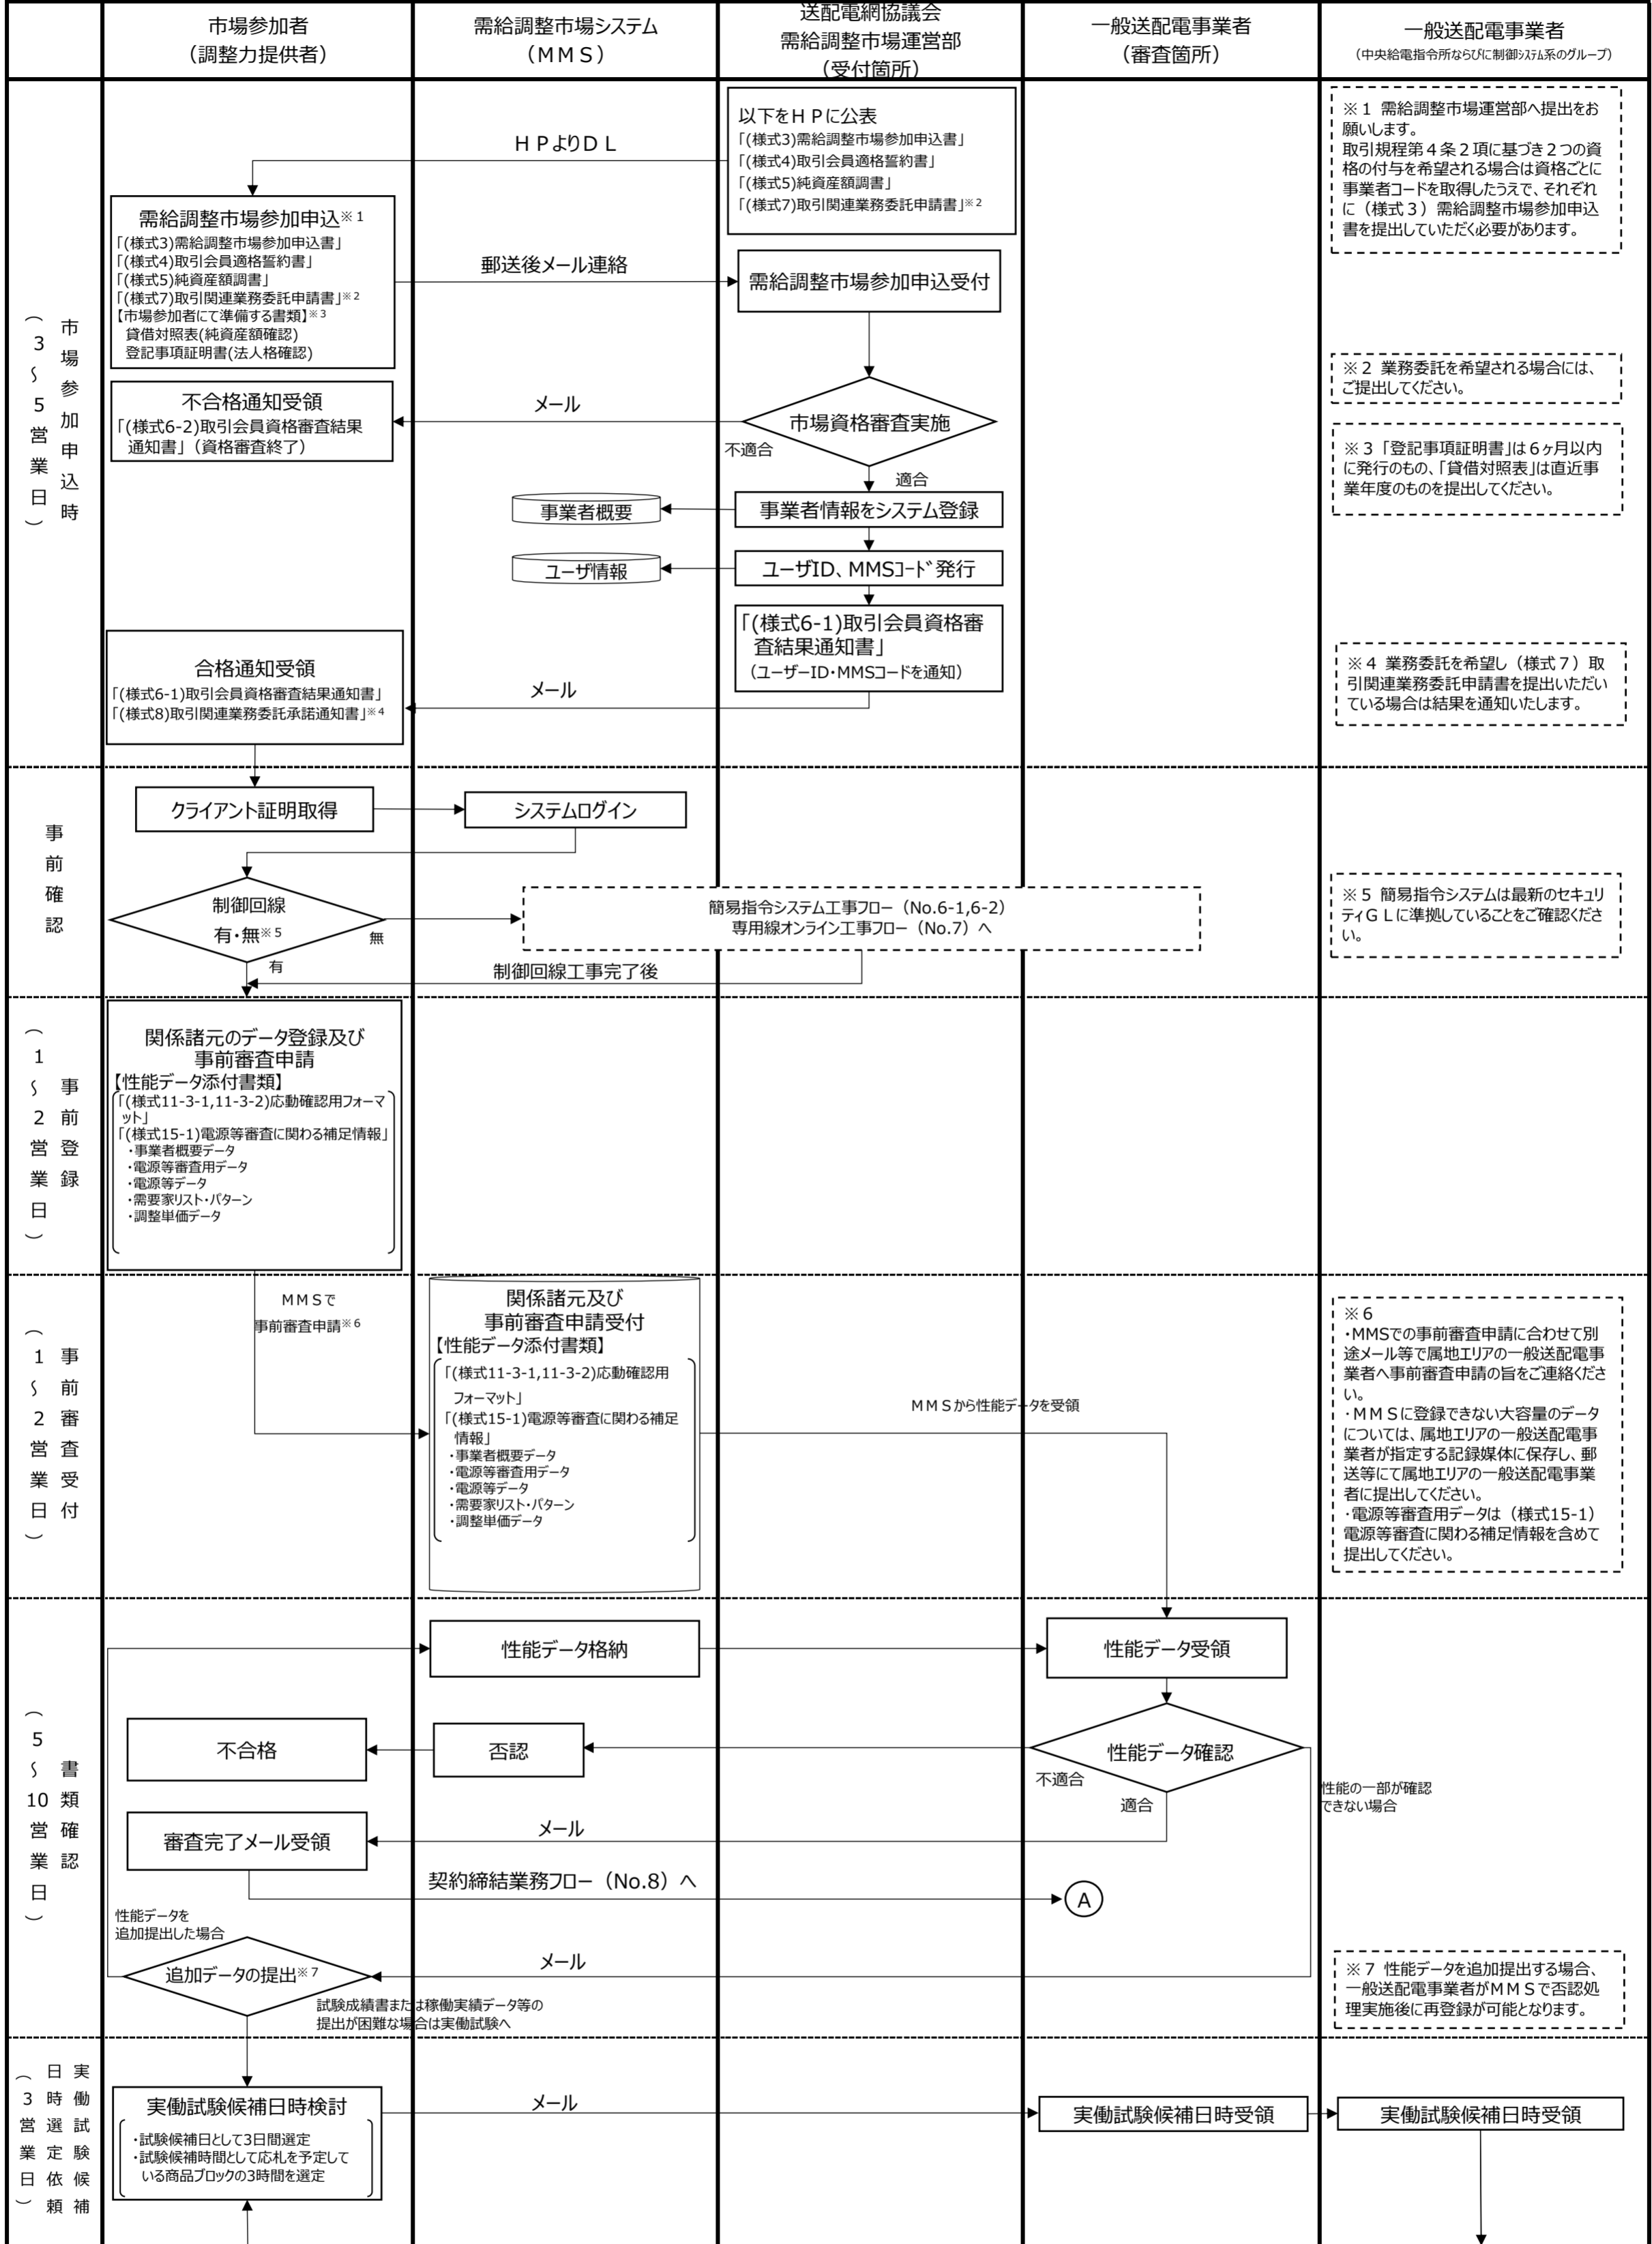 市場参加者
（調整力提供者）
需給調整市場システム
（ＭＭＳ）
送配電網協議会
需給調整市場運営部
（受付箇所）
一般送配電事業者
（審査箇所）
一般送配電事業者
（中央給電指令所ならびに制御ｼｽﾃﾑ系のグループ）
市場参加申込時
（３～５営業日）
以下をＨＰに公表
「(様式3)需給調整市場参加申込書」
「(様式4)取引会員適格誓約書」
「(様式5)純資産額調書」
「(様式7)取引関連業務委託申請書」※2
ＨＰよりＤＬ
需給調整市場参加申込※1
「(様式3)需給調整市場参加申込書」
「(様式4)取引会員適格誓約書」
「(様式5)純資産額調書」
「(様式7)取引関連業務委託申請書」※2
【市場参加者にて準備する書類】※3
貸借対照表(純資産額確認)
登記事項証明書(法人格確認)
郵送後メール連絡
需給調整市場参加申込受付
※１ 需給調整市場運営部へ提出をお
願いします。
取引規程第４条２項に基づき２つの資
格の付与を希望される場合は資格ごとに
事業者コードを取得したうえで、それぞれ
に（様式３）需給調整市場参加申込
書を提出していただく必要があります。
不合格通知受領
「(様式6-2)取引会員資格審査結果
通知書」（資格審査終了）
メール
市場資格審査実施
不適合
適合
※２ 業務委託を希望される場合には、
ご提出してください。
※３「登記事項証明書」は６ヶ月以内
に発行のもの、「貸借対照表」は直近事
業年度のものを提出してください。
事業者概要
事業者情報をシステム登録
ユーザ情報
ユーザID、MMSｺｰﾄﾞ発行
「(様式6-1)取引会員資格審
査結果通知書」
（ユーザーID・MMSコードを通知）
合格通知受領
「(様式6-1)取引会員資格審査結果通知書」
「(様式8)取引関連業務委託承諾通知書」※4
メール
※４ 業務委託を希望し（様式７）取
引関連業務委託申請書を提出いただい
ている場合は結果を通知いたします。
事前確認
クライアント証明取得
システムログイン
制御回線
有・無※5
無
有
簡易指令システム工事フロー（No.6-1,6-2）
専用線オンライン工事フロー（No.7）へ
制御回線工事完了後
※５ 簡易指令システムは最新のセキュリ
ティＧＬに準拠していることをご確認くださ
い。
事前登録
（１～２営業日）
関係諸元のデータ登録及び
事前審査申請
【性能データ添付書類】
「(様式11-3-1,11-3-2)応動確認用フォーマ
ット」
「(様式15-1)電源等審査に関わる補足情報」
・事業者概要データ
・電源等審査用データ
・電源等データ
・需要家リスト・パターン
・調整単価データ
事前審査受付
（１～２営業日）
ＭＭＳで
事前審査申請※6
関係諸元及び
事前審査申請受付
【性能データ添付書類】
「(様式11-3-1,11-3-2)応動確認用
フォーマット」
「(様式15-1)電源等審査に関わる補足
情報」
・事業者概要データ
・電源等審査用データ
・電源等データ
・需要家リスト・パターン
・調整単価データ
ＭＭＳから性能データを受領
※６
・MMSでの事前審査申請に合わせて別
途メール等で属地エリアの一般送配電事
業者へ事前審査申請の旨をご連絡くださ
い。
・ＭＭＳに登録できない大容量のデータ
については、属地エリアの一般送配電事
業者が指定する記録媒体に保存し、郵
送等にて属地エリアの一般送配電事業
者に提出してください。
・電源等審査用データは（様式15-1）
電源等審査に関わる補足情報を含めて
提出してください。
書類確認
（５～10営業日）
性能データ格納
性能データ受領
不合格
否認
性能データ確認
不適合
適合
性能の一部が確認
できない場合
審査完了メール受領
メール
契約締結業務フロー（No.8）へ
A
性能データを
追加提出した場合
追加データの提出※7
メール
試験成績書または稼働実績データ等の
提出が困難な場合は実働試験へ
※７ 性能データを追加提出する場合、
一般送配電事業者がＭＭＳで否認処
理実施後に再登録が可能となります。
実働試験候補
日時選定依頼
（３営業日）
実働試験候補日時検討
・試験候補日として3日間選定
・試験候補時間として応札を予定して
いる商品ブロックの3時間を選定
メール
実働試験候補日時受領
実働試験候補日時受領